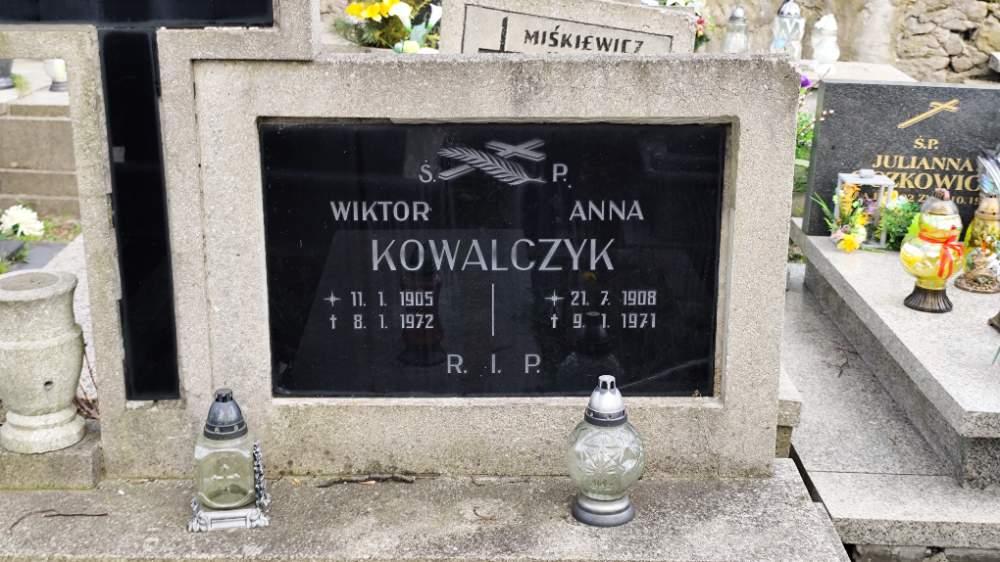 MIŚKIEWICZ
Ś. P.
WIKTOR ANNA
KOWALCZYK
11. 1. 1905 21. 7. 1908
† 8. 1. 1972 † 9. 1. 1971
R. I. P.
Ś.P.
JULIANNA